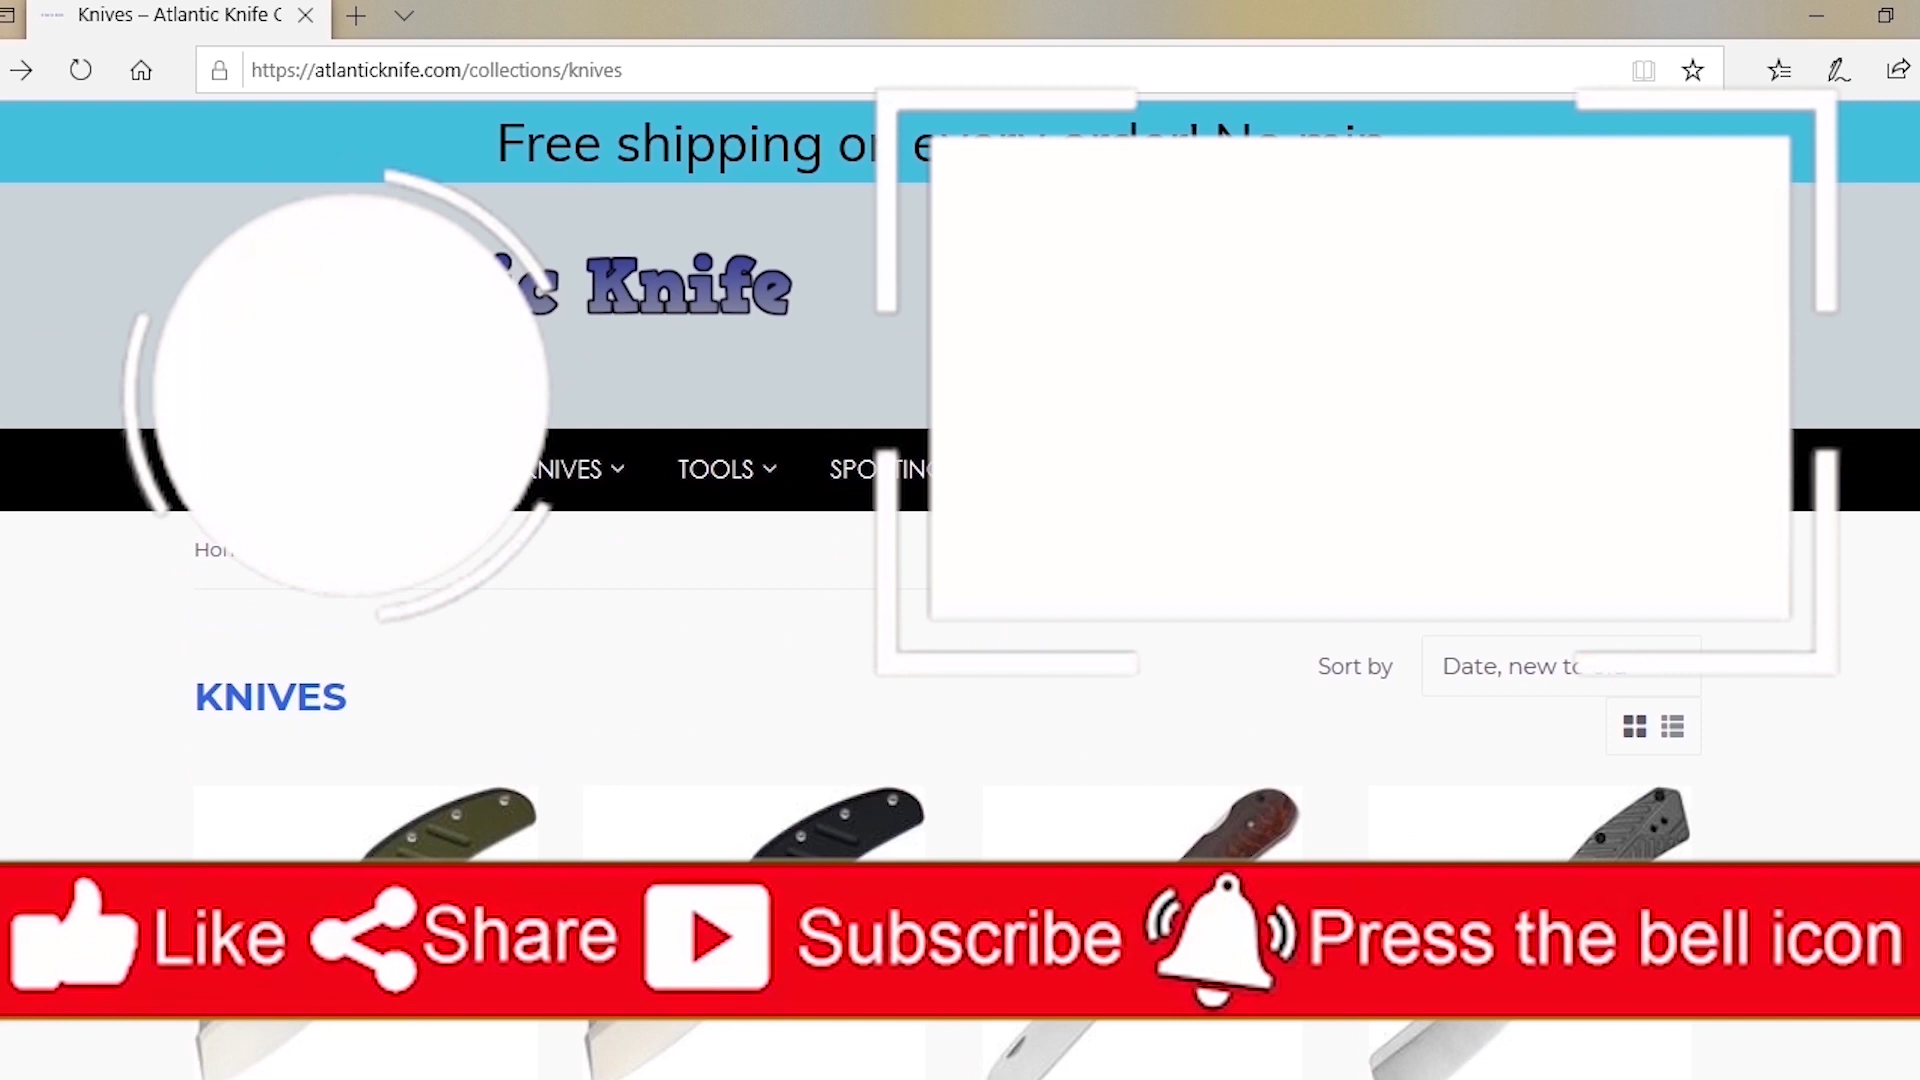 Knives – Atlantic Knife C
https://atlanticknife.com/collections/knives
Free shipping
Knife
TOOLS
KNIVES
Sort by
Date, new to
Like Share Subscribe Press the bell icon